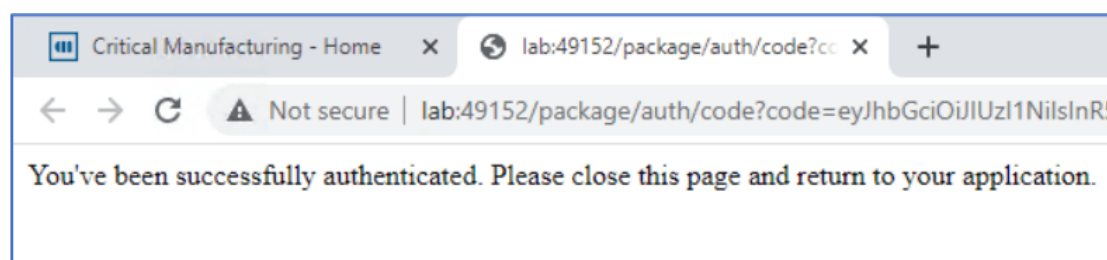 Critical Manufacturing - Home
lab:49152/package/auth/code?cc
Not secure | lab:49152/package/auth/code?code=eyJhbGciOiJIUzI1NiIsInR5
You've been successfully authenticated. Please close this page and return to your application.